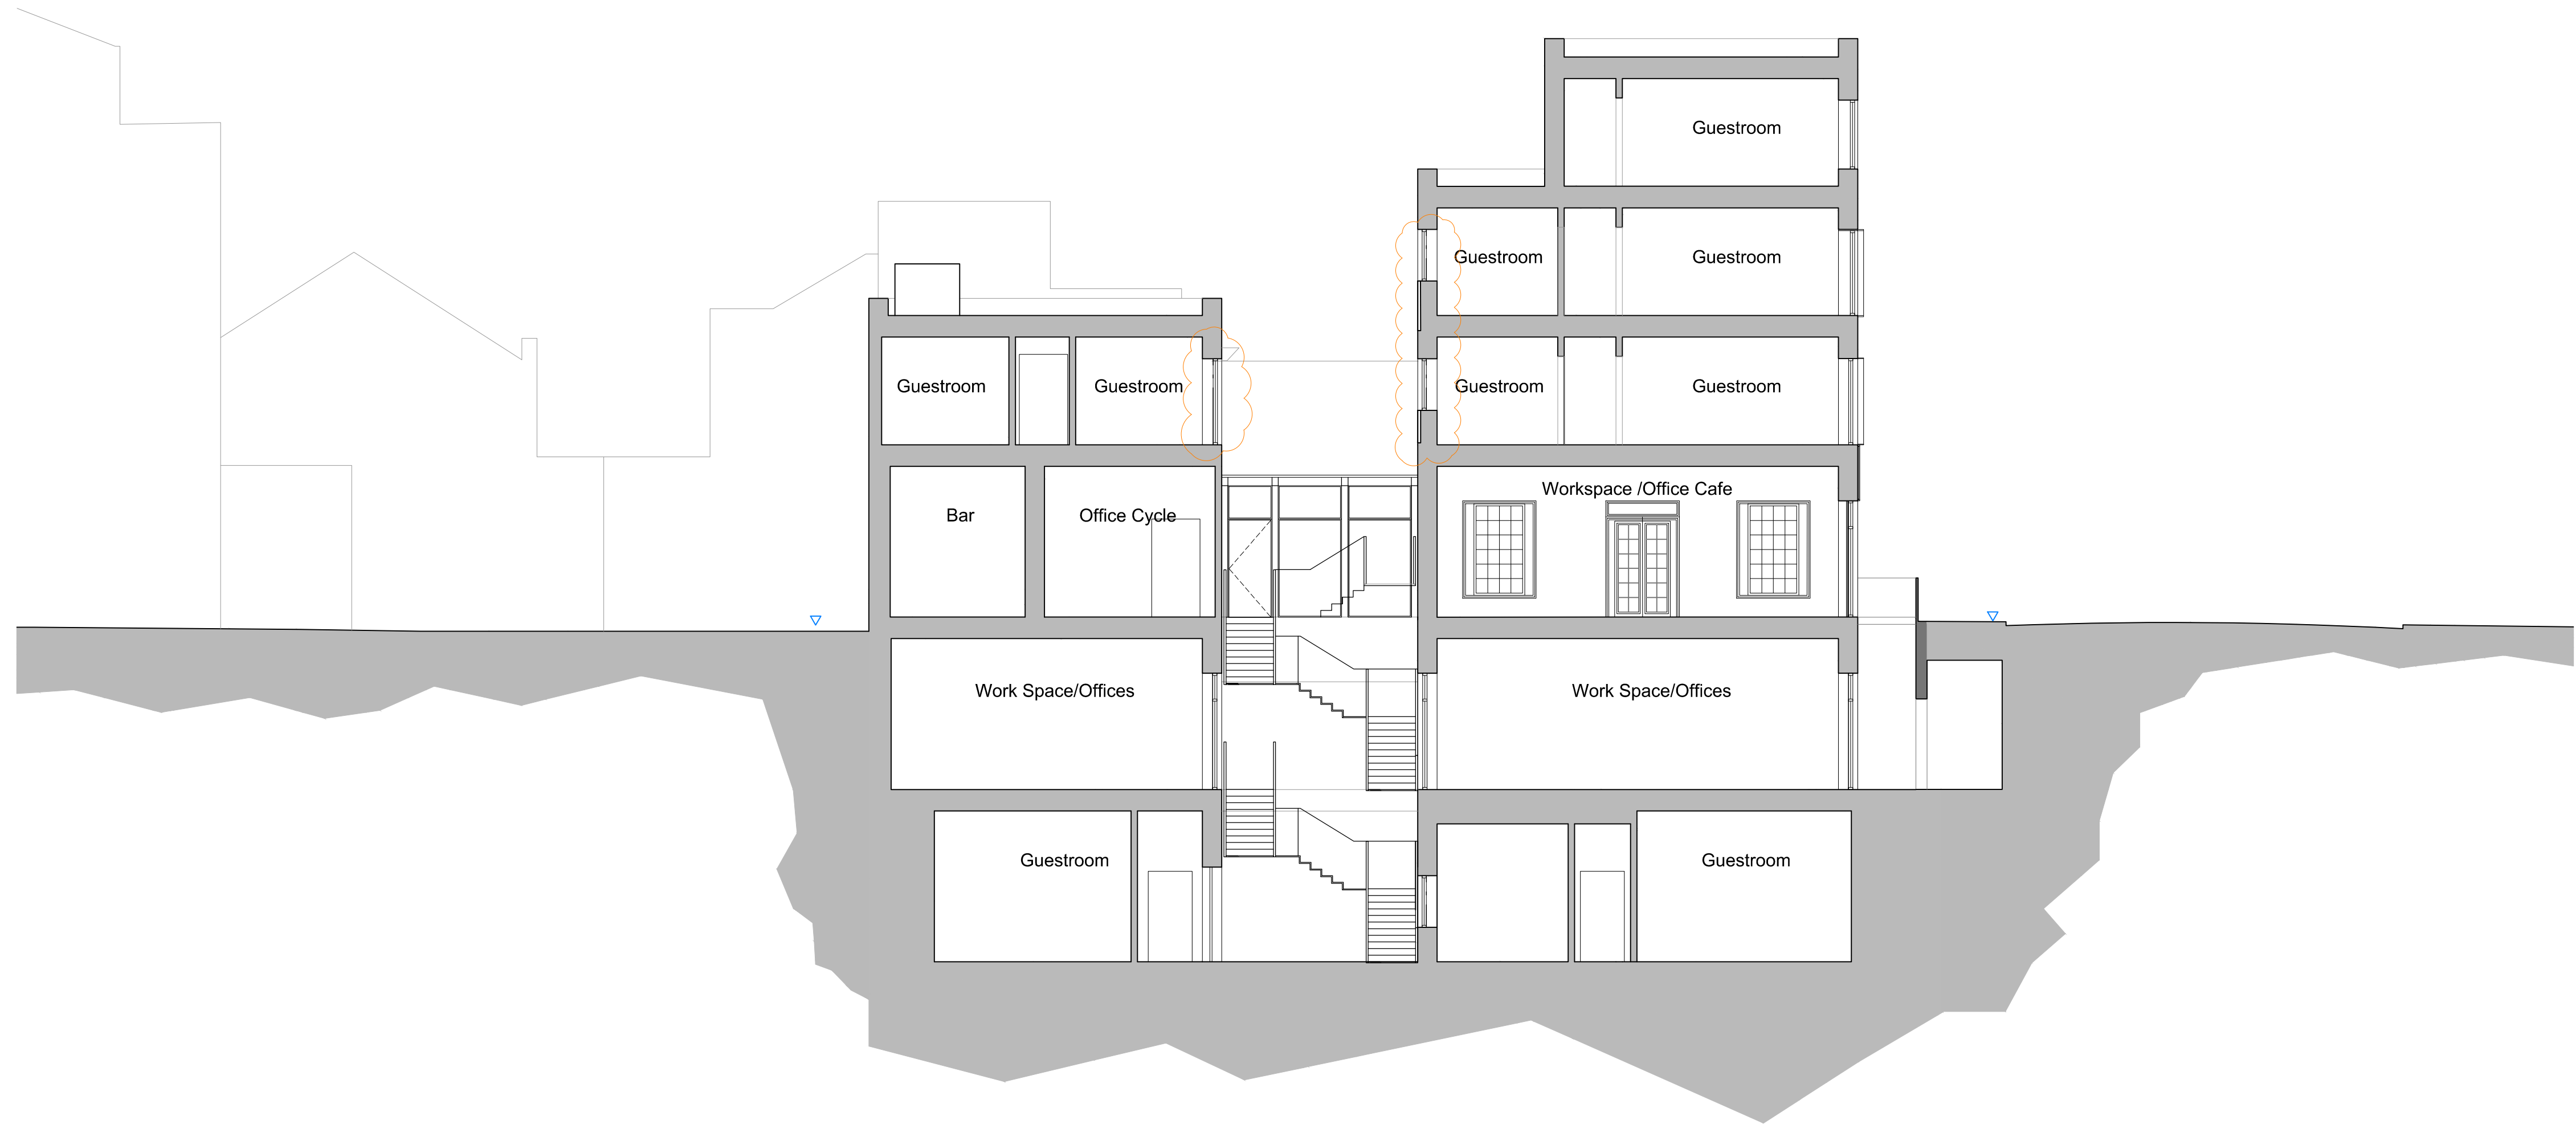 Guestroom
Guestroom
Guestroom
Guestroom
Guestroom
Guestroom
Guestroom
Bar
Office Cycle
Workspace /Office Cafe
Work Space/Offices
Work Space/Offices
Guestroom
Guestroom